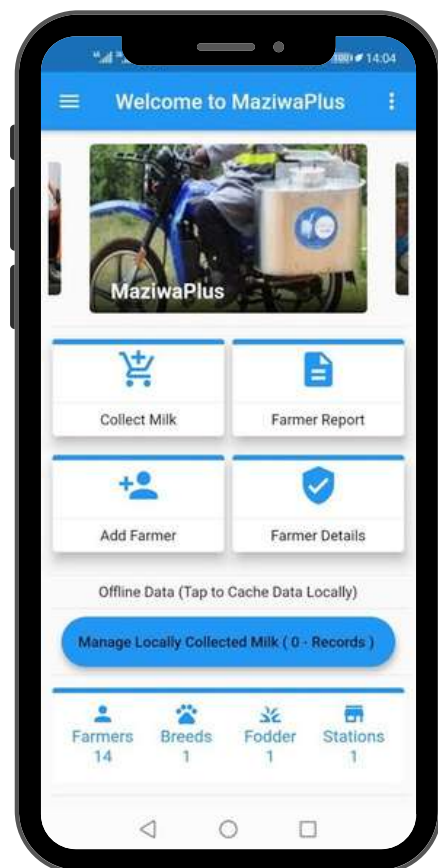 100 14:04
Welcome to MaziwaPlus
MaziwaPlus
Collect Milk
Farmer Report
Add Farmer
Farmer Details
Offline Data (Tap to Cache Data Locally)
Manage Locally Collected Milk ( 0 - Records )
Farmers
Breeds
Fodder
Stations
14
1
1
1